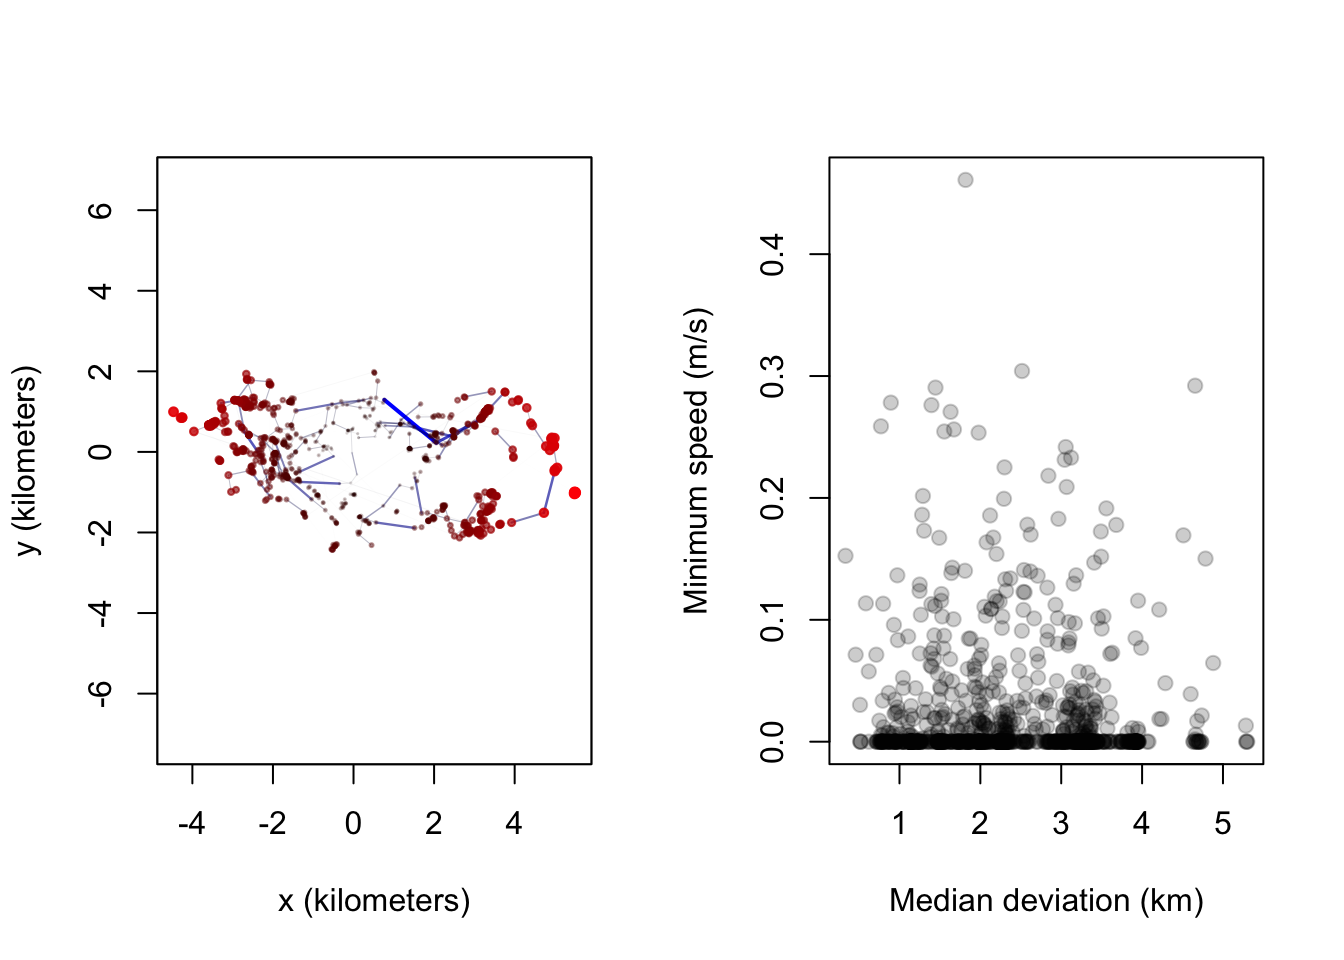 y (kilometers)
6
4
2
0
-2
-4
-6
-4 -2 0 2 4
x (kilometers)
Minimum speed (m/s)
0.4
0.3
0.2
0.1
0.0
1 2 3 4 5
Median deviation (km)